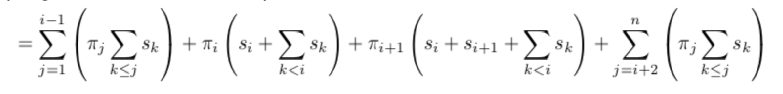 $= \sum_{j=1}^{i-1} \left( \pi_j \sum_{k \leq j} s_k \right) + \pi_i \left( s_i + \sum_{k<i} s_k \right) + \pi_{i+1} \left( s_i + s_{i+1} + \sum_{k<i} s_k \right) + \sum_{j=i+2}^{n} \left( \pi_j \sum_{k \leq j} s_k \right)$